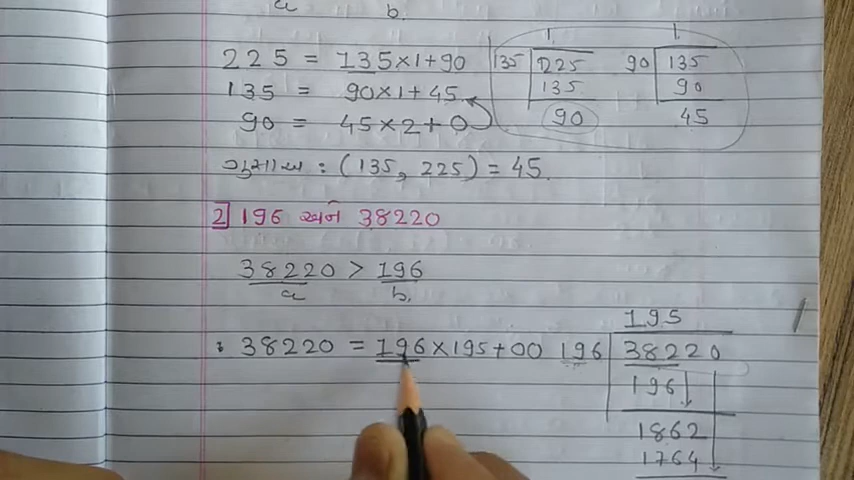 a b.
225 = 135×1+90
135 = 90×1+45
90 = 45×2+0
135 225 135 90
1
90 135 90 45
1
ગુ.સા.અ : (135, 225) = 45.
2 196 અને 38220
38220 > 196
a b,
: 38220 = 196×195+00
195
196 38220
196
1862
1764